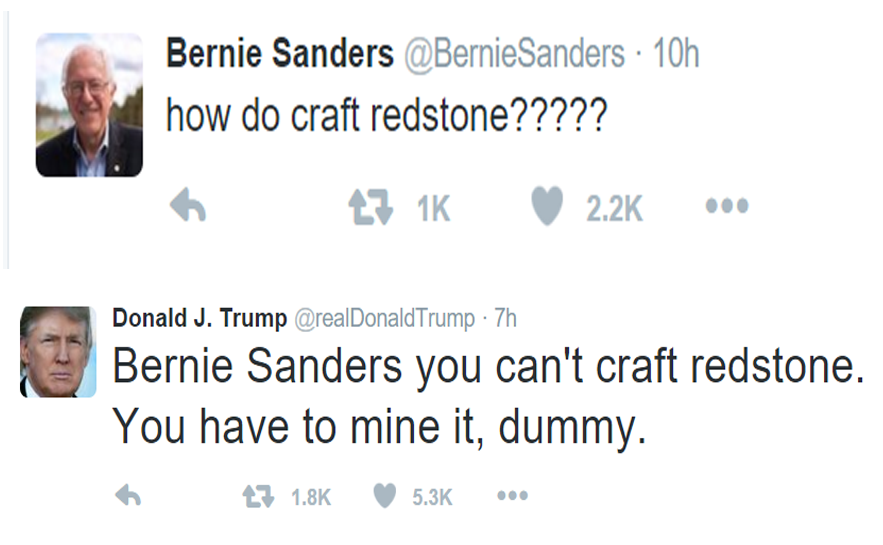 Bernie Sanders @BernieSanders · 10h
how do craft redstone?????
1K 2.2K
Donald J. Trump @realDonaldTrump · 7h
Bernie Sanders you can't craft redstone.
You have to mine it, dummy.
1.8K 5.3K